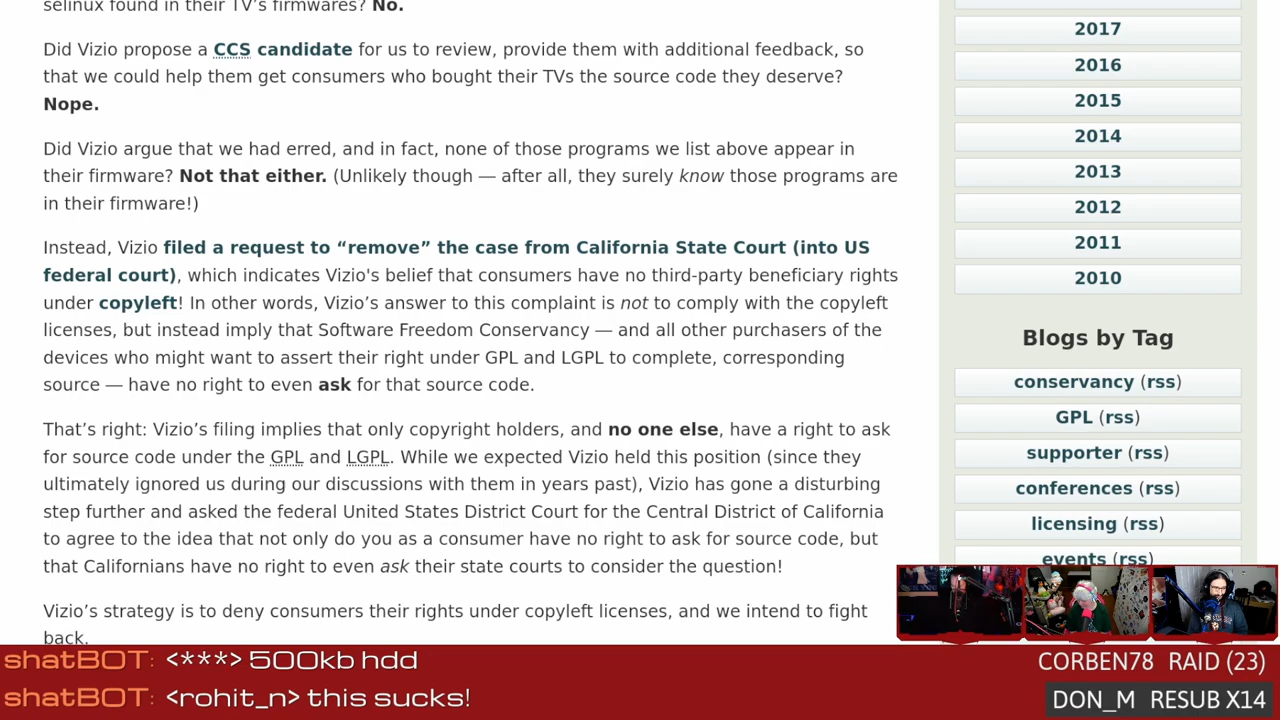 selinux found in their TV’s firmwares? No.
Did Vizio propose a CCS candidate for us to review, provide them with additional feedback, so
that we could help them get consumers who bought their TVs the source code they deserve?
Nope.
Did Vizio argue that we had erred, and in fact, none of those programs we list above appear in
their firmware? Not that either. (Unlikely though — after all, they surely know those programs are
in their firmware!)
Instead, Vizio filed a request to “remove” the case from California State Court (into US
federal court), which indicates Vizio's belief that consumers have no third-party beneficiary rights
under copyleft! In other words, Vizio’s answer to this complaint is not to comply with the copyleft
licenses, but instead imply that Software Freedom Conservancy — and all other purchasers of the
devices who might want to assert their right under GPL and LGPL to complete, corresponding
source — have no right to even ask for that source code.
That’s right: Vizio’s filing implies that only copyright holders, and no one else, have a right to ask
for source code under the GPL and LGPL. While we expected Vizio held this position (since they
ultimately ignored us during our discussions with them in years past), Vizio has gone a disturbing
step further and asked the federal United States District Court for the Central District of California
to agree to the idea that not only do you as a consumer have no right to ask for source code, but
that Californians have no right to even ask their state courts to consider the question!
Vizio’s strategy is to deny consumers their rights under copyleft licenses, and we intend to fight
back.
2017
2016
2015
2014
2013
2012
2011
2010
Blogs by Tag
conservancy (rss)
GPL (rss)
supporter (rss)
conferences (rss)
licensing (rss)
events (rss)
shatBOT: <***> 500kb hdd
shatBOT: <rohit_n> this sucks!
CORBEN78 RAID (23)
DON_M RESUB X14